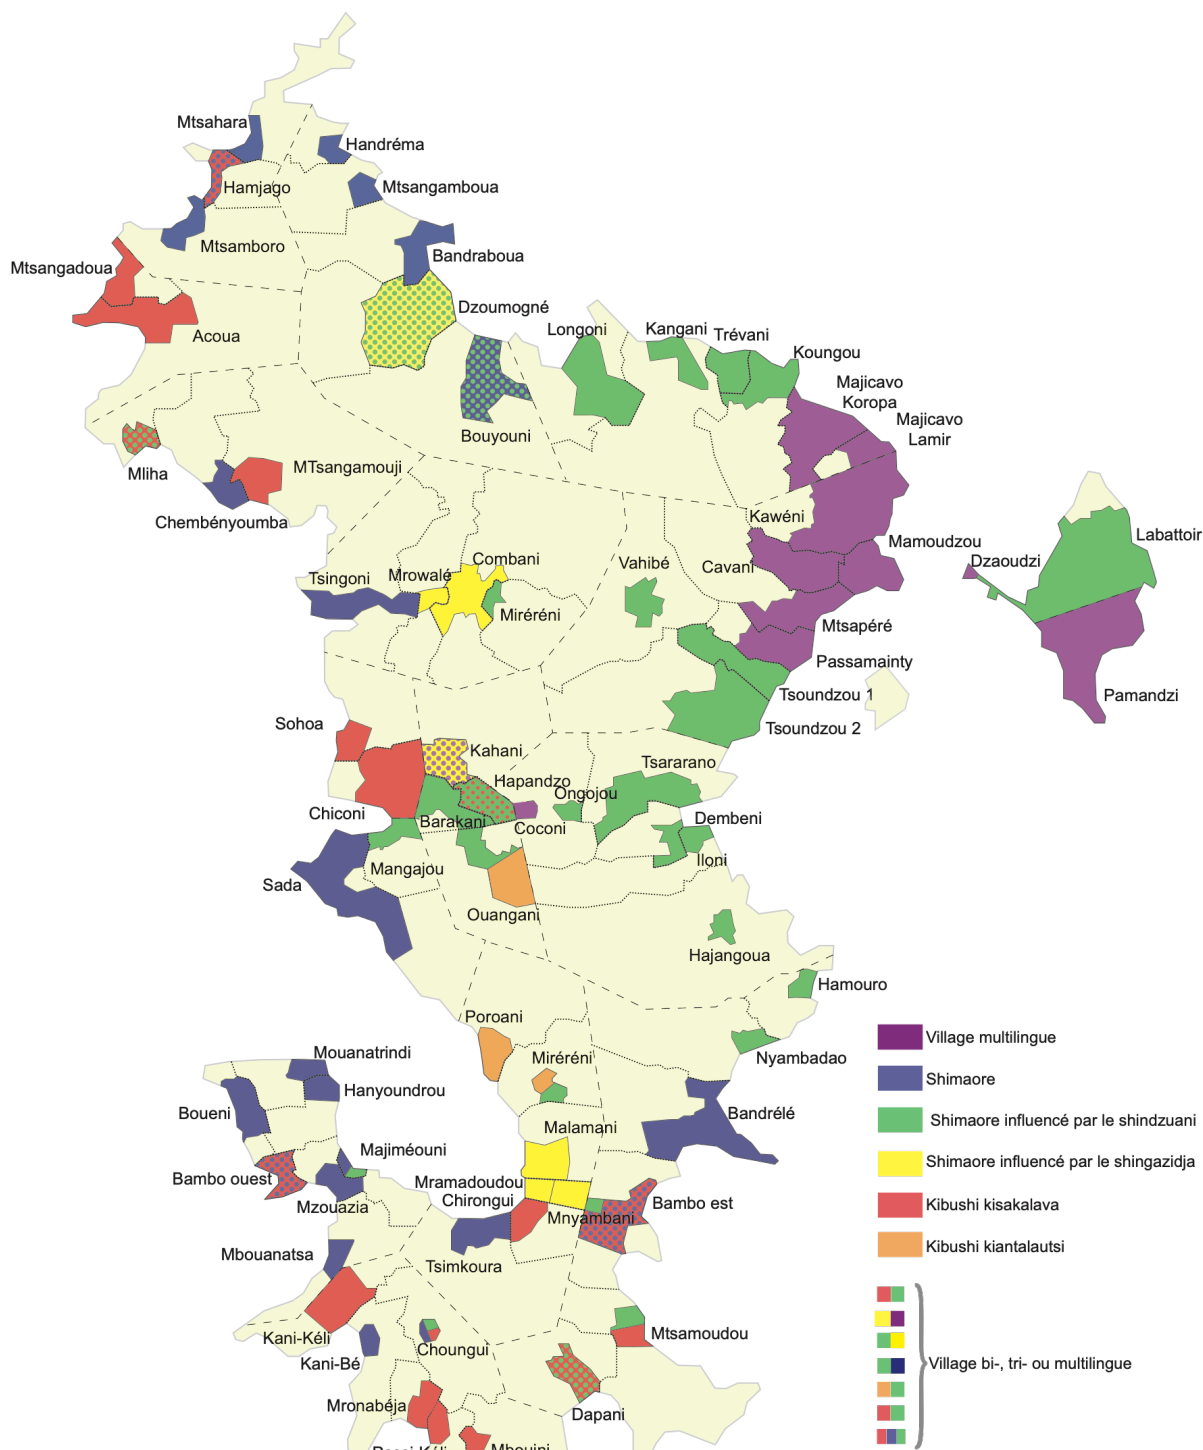 Mtsahara
Handréma
Hamjago
Mtsangamboua
Mtsamboro
Bandraboua
Mtsangadoua
Dzoumogné
Acoua
Longoni
Kangani
Trévani
Koungou
Majicavo
Koropa
Majicavo
Lamir
Bouyouni
Mliha
MTsangamouji
Chembényoumba
Kawéni
Mamoudzou
Labattoir
Dzaoudzi
Combani
Vahibé
Cavani
Tsingoni
Mrowalé
Miréréni
Mtsapéré
Passamainty
Tsoundzou 1
Pamandzi
Tsoundzou 2
Sohoa
Kahani
Tsararano
Hapandzo
Ongojou
Chiconi
Barakani
Coconi
Dembeni
Iloni
Mangajou
Sada
Ouangani
Hajangoua
Hamouro
Poroani
Nyambadao
Miréréni
Mouanatrindi
Hanyoundrou
Boueni
Bandrélé
Malamani
Majiméouni
Bambo ouest
Mramadoudou
Chirongui
Mzouazia
Mnyambani
Bambo est
Mbouanatsa
Tsimkoura
Kani-Kéli
Choungui
Mtsamoudou
Kani-Bé
Mronabéja
Dapani
Village multilingue
Shimaore
Shimaore influencé par le shindzuani
Shimaore influencé par le shingazidja
Kibushi kisakalava
Kibushi kiantalautsi
Village bi-, tri- ou multilingue